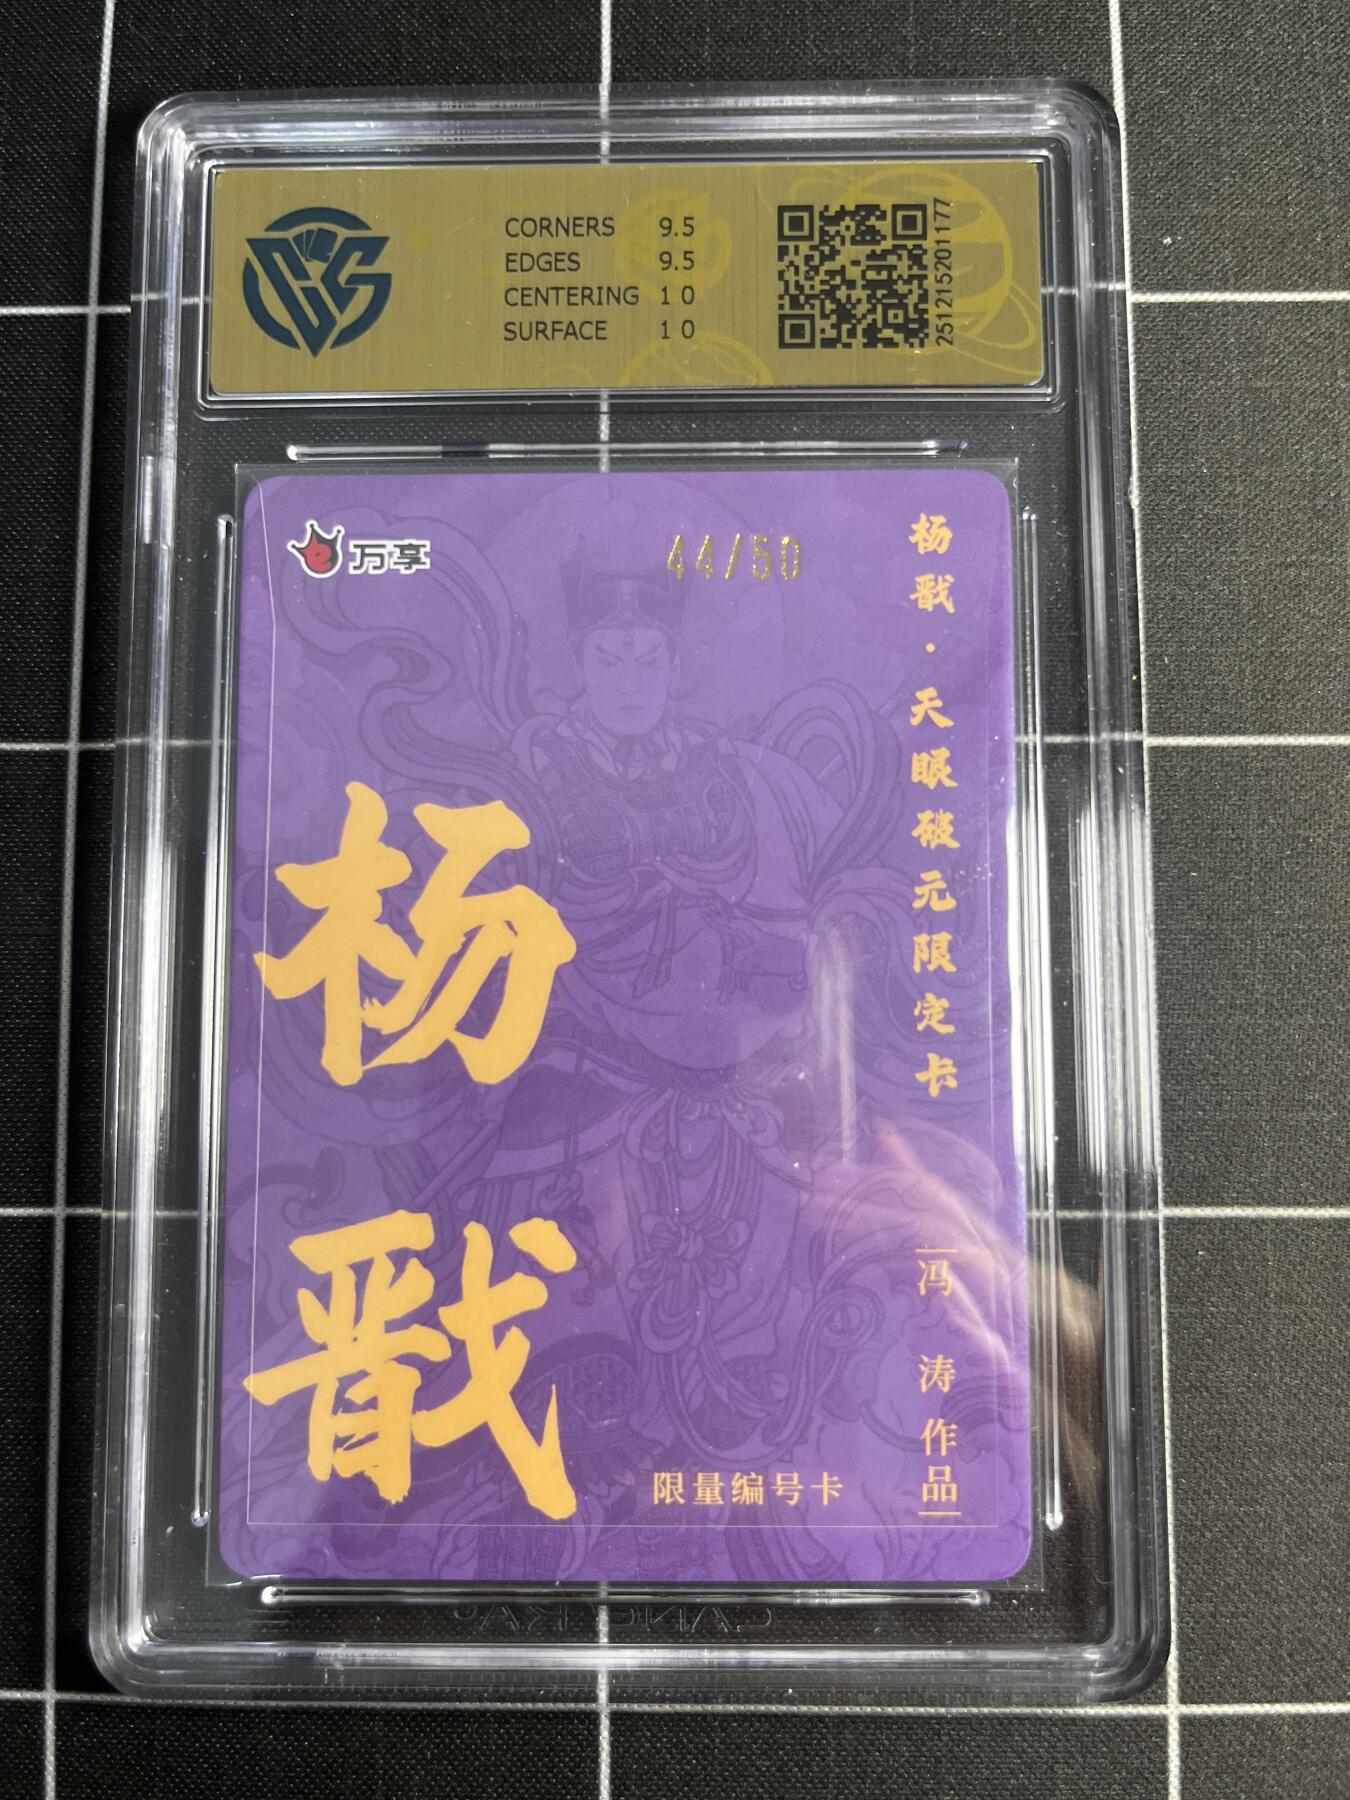 CORNERS 9.5
EDGES 9.5
CENTERING 10
SURFACE 10
2512152011177
万享
44/50
杨戬·天眼破元限定卡
杨戬
冯涛作品
限量编号卡